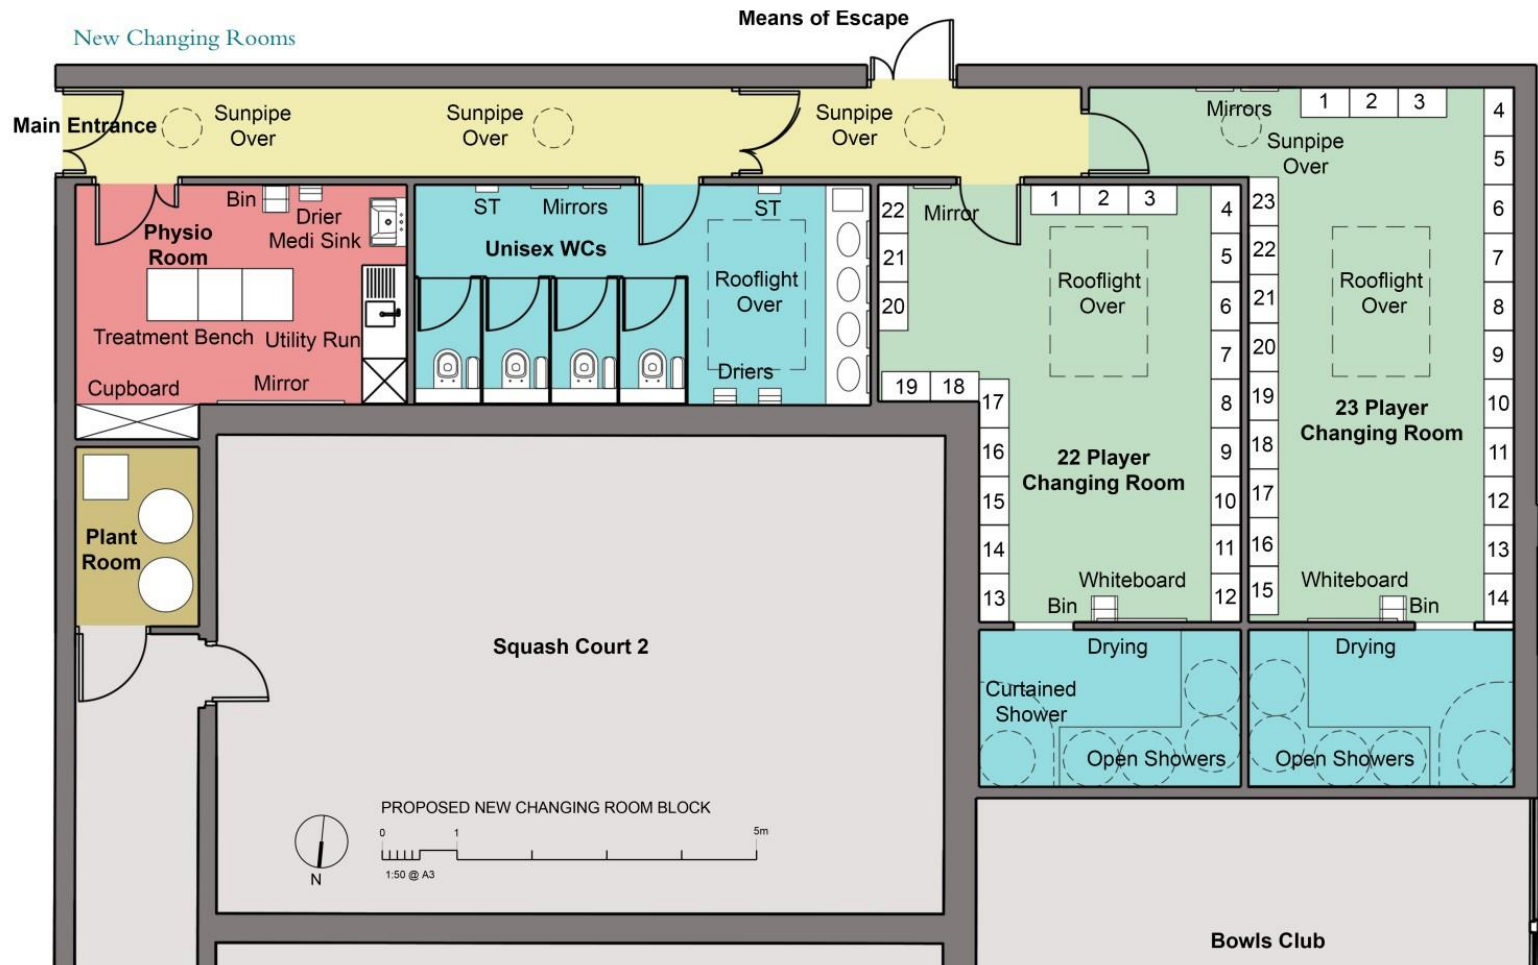 New Changing Rooms
Means of Escape
Main Entrance
Sunpipe
Over
Sunpipe
Over
Sunpipe
Over
Mirrors
Sunpipe
Over
1 2 3
4
5
6
7
8
9
10
11
12
13
14
23
22
21
20
19
18
17
16
15
Rooflight
Over
23 Player
Changing Room
Whiteboard
Bin
Bin
Drier
Medi Sink
Physio
Room
Treatment Bench
Utility Run
Cupboard
Mirror
ST
Mirrors
ST
Unisex WCs
Rooflight
Over
Driers
22
21
20
19 18
17
16
15
14
13
Mirror
1 2 3
4
5
6
7
8
9
10
11
12
Rooflight
Over
22 Player
Changing Room
Whiteboard
Bin
Plant
Room
Squash Court 2
Drying
Curtained
Shower
Open Showers
Drying
Open Showers
PROPOSED NEW CHANGING ROOM BLOCK
0 1 5m
1:50 @ A3
N
Bowls Club